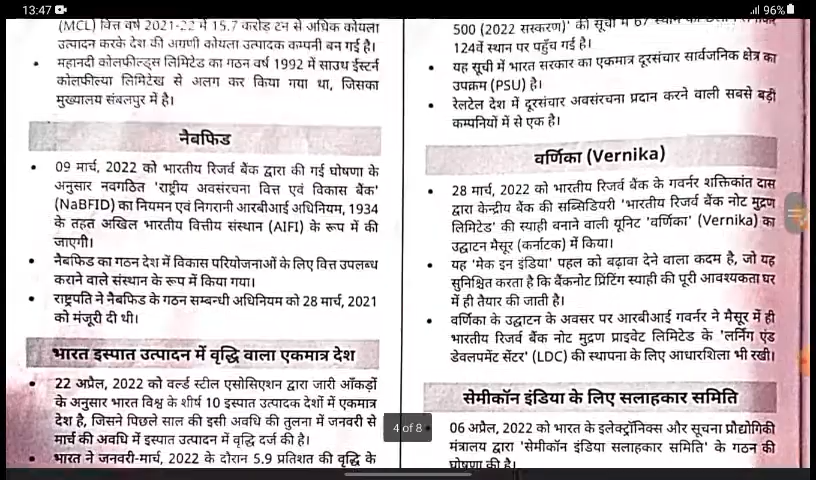 13:47
96%
(MCL) वित्त वर्ष 2021-22 में 15.7 करोड़ टन से अधिक कोयला
उत्पादन करके देश की अग्रणी कोयला उत्पादक कम्पनी बन गई है।
• महानदी कोलफील्ड्स लिमिटेड का गठन वर्ष 1992 में साउथ ईस्टर्न
कोलफील्या लिमिटेड से अलग कर किया गया था, जिसका
मुख्यालय संबलपुर में है।
नैबफिड
• 09 मार्च, 2022 को भारतीय रिजर्व बैंक द्वारा की गई घोषणा के
अनुसार नवगठित 'राष्ट्रीय अवसंरचना वित्त एवं विकास बैंक'
(NaBFID) का नियमन एवं निगरानी आरबीआई अधिनियम, 1934
के तहत अखिल भारतीय वित्तीय संस्थान (AIFI) के रूप में की
जाएगी।
• नैबफिड का गठन देश में विकास परियोजनाओं के लिए वित्त उपलब्ध
कराने वाले संस्थान के रूप में किया गया।
• राष्ट्रपति ने नैबफिड के गठन सम्बन्धी अधिनियम को 28 मार्च, 2021
को मंजूरी दी थी।
भारत इस्पात उत्पादन में वृद्धि वाला एकमात्र देश
• 22 अप्रैल, 2022 को वर्ल्ड स्टील एसोसिएशन द्वारा जारी आँकड़ों
के अनुसार भारत विश्व के शीर्ष 10 इस्पात उत्पादक देशों में एकमात्र
देश है, जिसने पिछले साल की इसी अवधि की तुलना में जनवरी से
मार्च की अवधि में इस्पात उत्पादन में वृद्धि दर्ज की है।
• भारत ने जनवरी-मार्च, 2022 के दौरान 5.9 प्रतिशत की वृद्धि के
500 (2022 संस्करण)' की सूची में 67 स्थान
124वें स्थान पर पहुँच गई है।
• यह सूची में भारत सरकार का एकमात्र दूरसंचार सार्वजनिक क्षेत्र का
उपक्रम (PSU) है।
• रेलटेल देश में दूरसंचार अवसंरचना प्रदान करने वाली सबसे बड़ी
कम्पनियों में से एक है।
वर्णिका (Vernika)
• 28 मार्च, 2022 को भारतीय रिजर्व बैंक के गवर्नर शक्तिकांत दास
द्वारा केन्द्रीय बैंक की सब्सिडियरी 'भारतीय रिजर्व बैंक नोट मुद्रण
लिमिटेड' की स्याही बनाने वाली यूनिट 'वर्णिका' (Vernika) का
उद्घाटन मैसूर (कर्नाटक) में किया।
• यह 'मेक इन इंडिया' पहल को बढ़ावा देने वाला कदम है, जो यह
सुनिश्चित करता है कि बैंकनोट प्रिंटिंग स्याही की पूरी आवश्यकता घर
में ही तैयार की जाती है।
• वर्णिका के उद्घाटन के अवसर पर आरबीआई गवर्नर ने मैसूर में ही
भारतीय रिजर्व बैंक नोट मुद्रण प्राइवेट लिमिटेड के 'लर्निंग एंड
डेवलपमेंट सेंटर' (LDC) की स्थापना के लिए आधारशिला भी रखी।
सेमीकॉन इंडिया के लिए सलाहकार समिति
• 06 अप्रैल, 2022 को भारत के इलेक्ट्रॉनिक्स और सूचना प्रौद्योगिकी
मंत्रालय द्वारा 'सेमीकॉन इंडिया सलाहकार समिति' के गठन की
घोषणा की है।
4 of 8